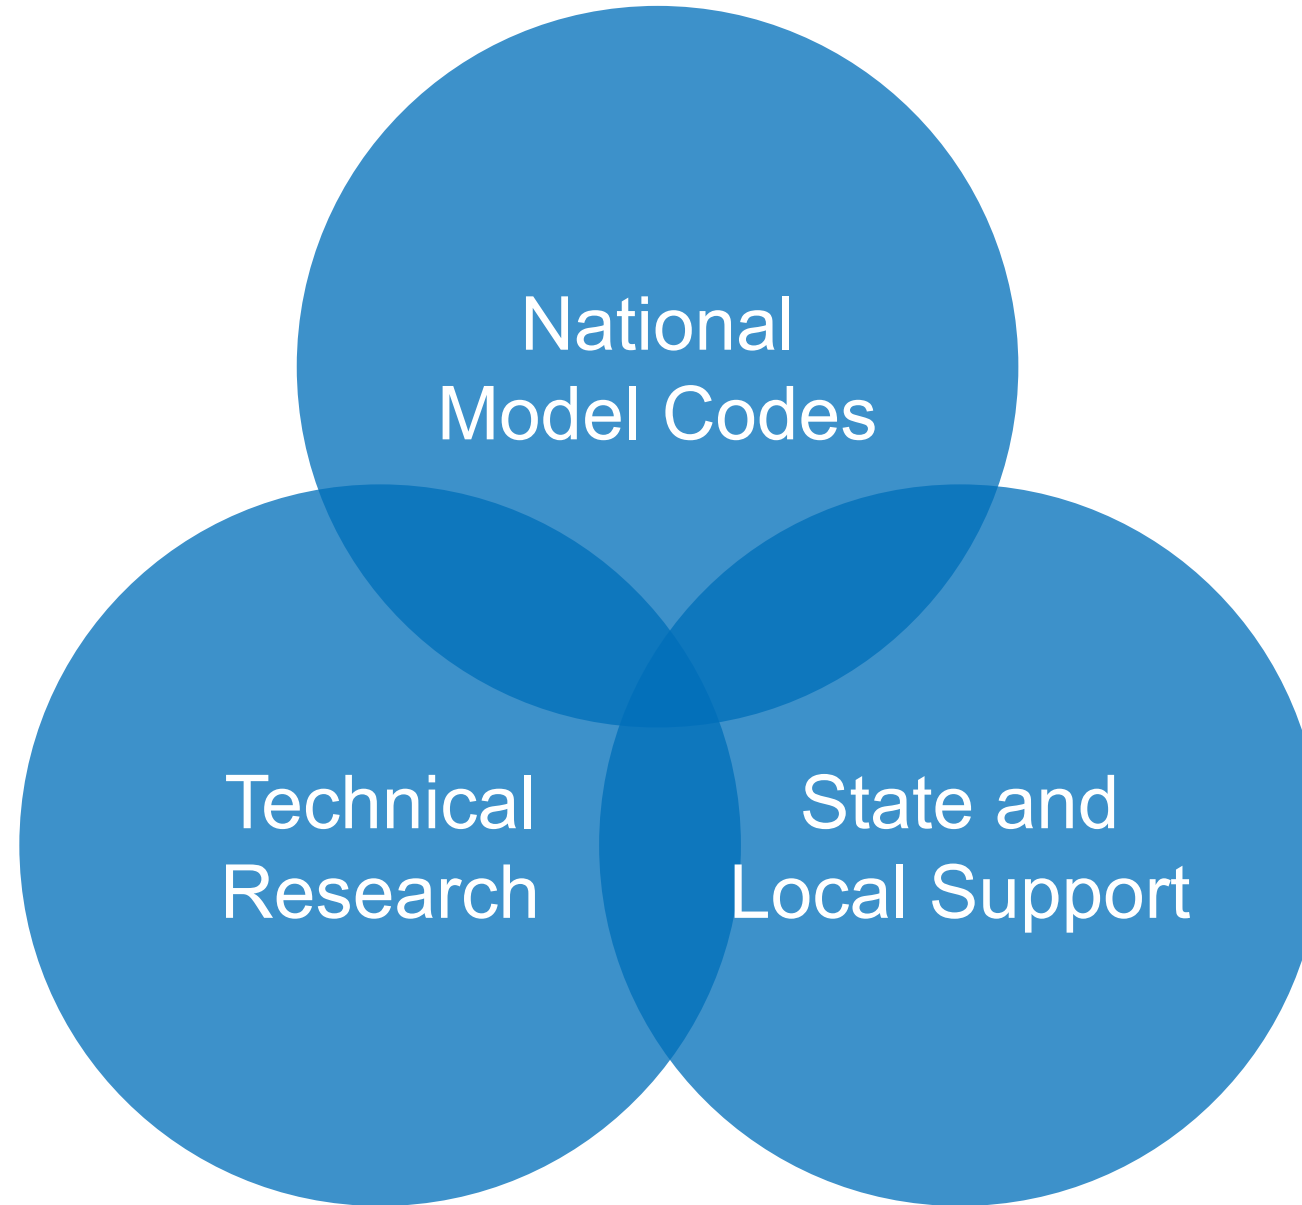 National
Model Codes
Technical
Research
State and
Local Support